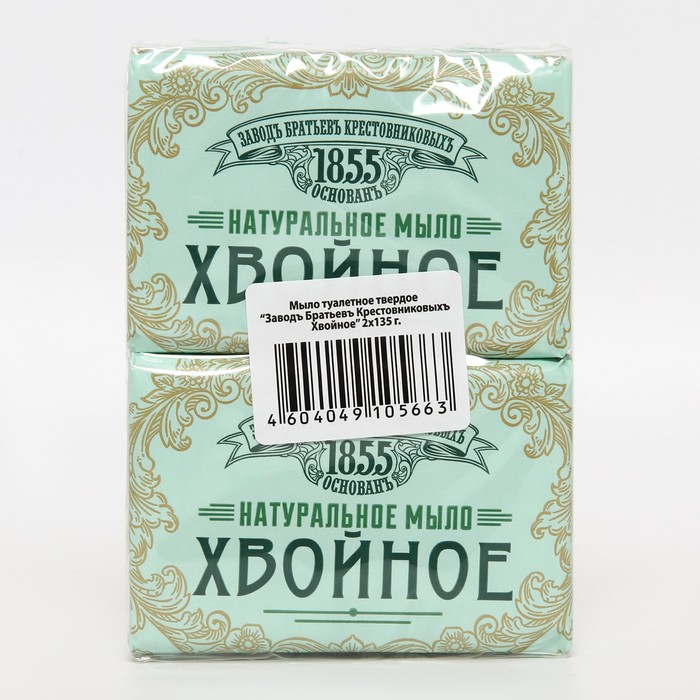 ЗАВОДЪ БРАТЬЕВЪ КРЕСТОВНИКОВЫХЪ
1855
ОСНОВАНЪ
НАТУРАЛЬНОЕ МЫЛО
ХВОЙНОЕ
Мыло туалетное твердое
“Заводъ Братьевъ Крестовниковыхъ
Хвойное” 2х135 г.
4 604049 105663
1855
ОСНОВАНЪ
НАТУРАЛЬНОЕ МЫЛО
ХВОЙНОЕ